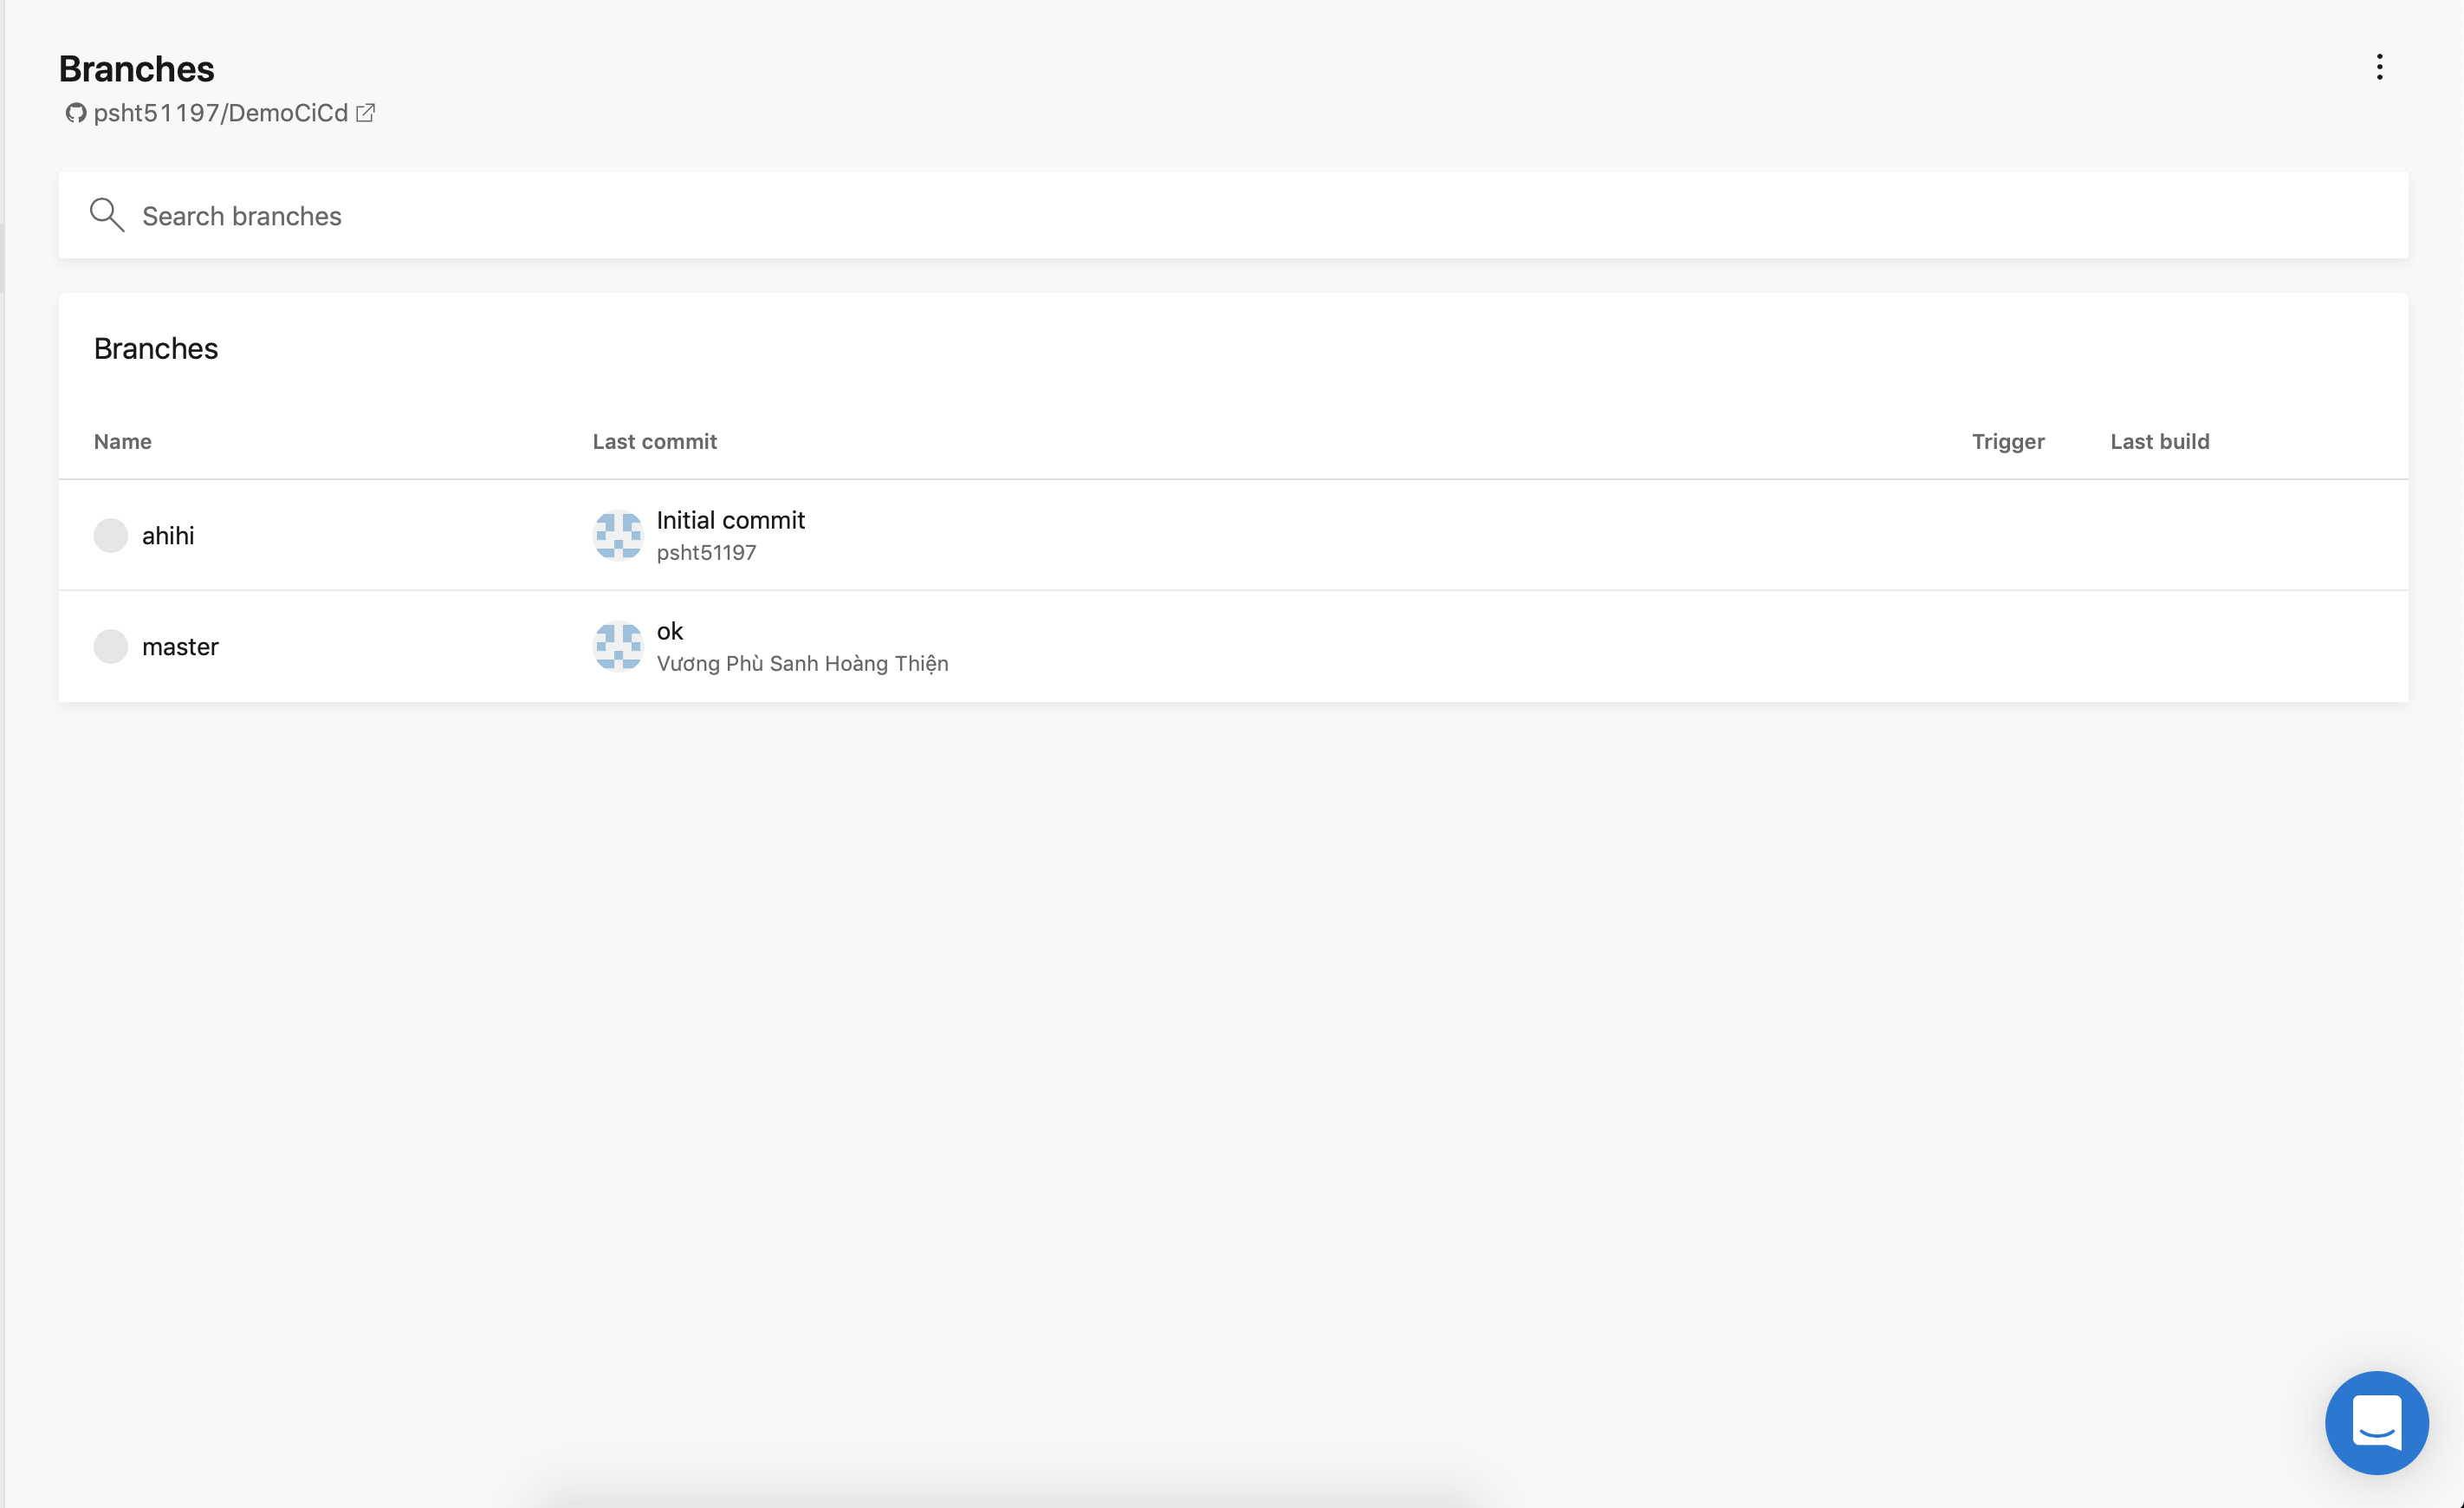 Branches
psht51197/DemoCiCd
Search branches
Branches
Name Last commit Trigger Last build
ahihi Initial commit
psht51197
master ok
Vương Phù Sanh Hoàng Thiện